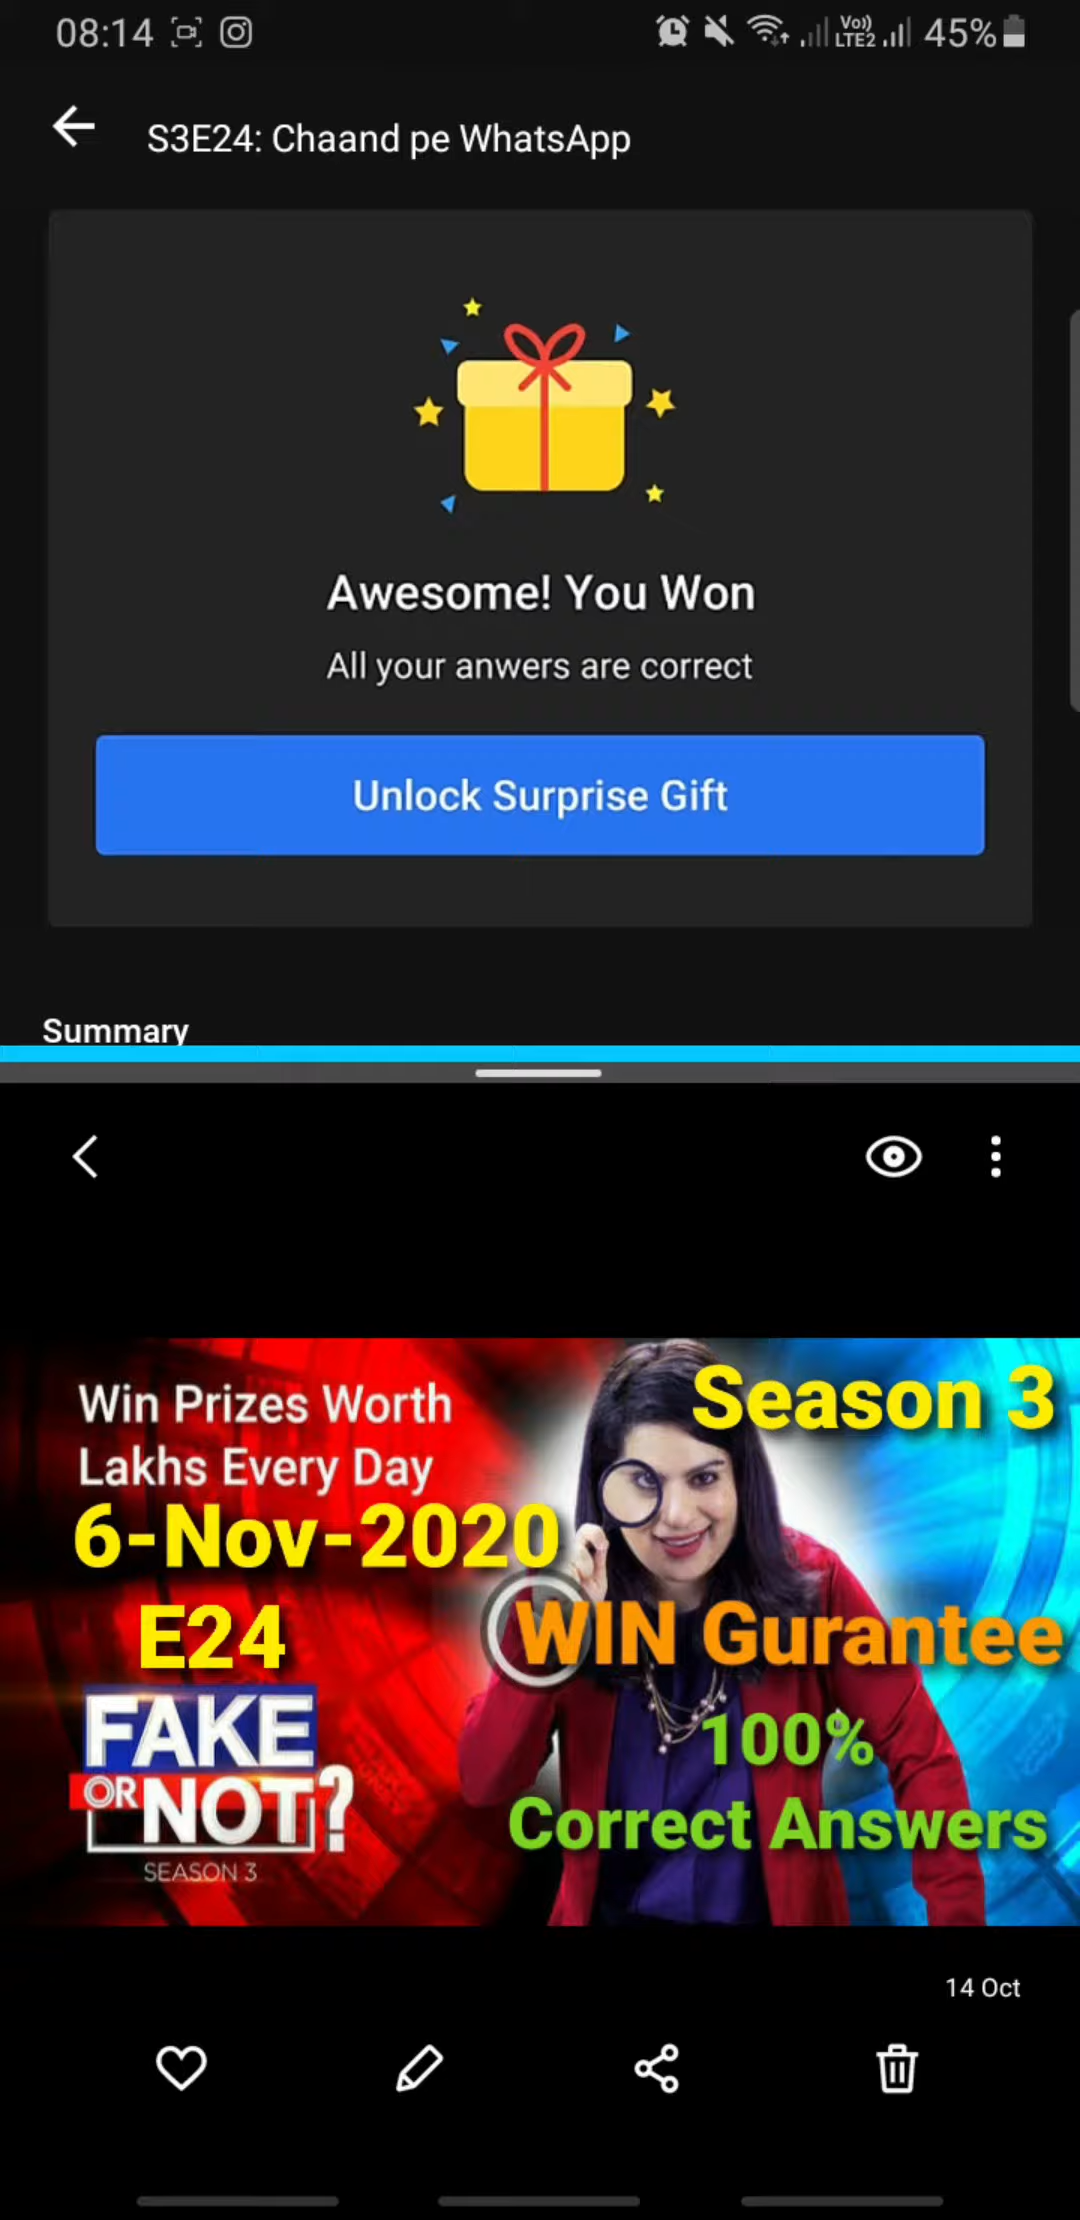 08:14
Vo))
LTE2
45%
S3E24: Chaand pe WhatsApp
Awesome! You Won
All your anwers are correct
Unlock Surprise Gift
Summary
Win Prizes Worth
Lakhs Every Day
6-Nov-2020
E24
FAKE
OR NOT?
SEASON 3
Season 3
WIN Gurantee
100%
Correct Answers
14 Oct